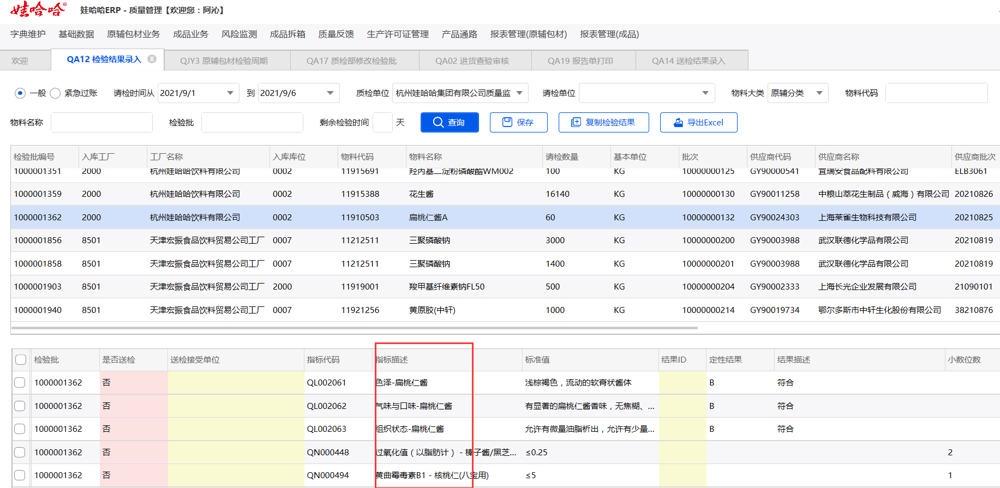 娃哈哈® 娃哈哈ERP - 质量管理【欢迎您：阿沁】
字典维护 基础数据 原辅包材业务 成品业务 风险监测 成品拆箱 质量反馈 生产许可证管理 产品通路 报表管理(原辅包材) 报表管理(成品)
欢迎 QA12 检验结果录入 QJY3 原辅包材检验周期 QA17 质检部修改检验批 QA02 进货查验审核 QA19 报告单打印 QA14 送检结果录入
一般 紧急过账 请检时间从 2021/9/1 到 2021/9/6 质检单位 杭州娃哈哈集团有限公司质量监 请检单位 物料大类 原辅分类 物料代码
物料名称 检验批 剩余检验时间 天 查询 保存 复制检验结果 导出Excel
检验批编号 入库工厂 工厂名称 入库库位 物料代码 物料名称 请检数量 基本单位 批次 供应商代码 供应商名称 供应商批次
1000001351 2000 杭州娃哈哈饮料有限公司 0002 11915691 羟丙基二淀粉磷酸酯WM002 100 KG 10000000125 GY90000541 宜瑞安食品配料有限公司 ELB3061
1000001359 2000 杭州娃哈哈饮料有限公司 0002 11915388 花生酱 16140 KG 10000000130 GY90011258 中粮山萃花生制品（威海）有限公司 20210826
1000001362 2000 杭州娃哈哈饮料有限公司 0002 11910503 扁桃仁酱A 60 KG 10000000132 GY90024303 上海莱雀生物科技有限公司 20210825
1000001856 8501 天津宏振食品饮料贸易公司工厂 0007 11212511 三聚磷酸钠 3000 KG 10000000200 GY90003988 武汉联德化学品有限公司 20210819
1000001858 8501 天津宏振食品饮料贸易公司工厂 0007 11212511 三聚磷酸钠 1400 KG 10000000201 GY90003988 武汉联德化学品有限公司 20210819
1000001903 8501 天津宏振食品饮料贸易公司工厂 2000 11919001 羧甲基纤维素钠FL50 500 KG 10000000204 GY90002333 上海长光企业发展有限公司 21090101
1000001940 8501 天津宏振食品饮料贸易公司工厂 0007 11921256 黄原胶(中轩) 1000 KG 10000000214 GY90019734 鄂尔多斯市中轩生化股份有限公司 38210876
检验批 是否送检 送检接受单位 指标代码 指标描述 标准值 结果ID 定性结果 结果描述 小数位数
1000001362 否 QL002061 色泽-扁桃仁酱 浅棕褐色，流动的软膏状酱体 B 符合
1000001362 否 QL002062 气味与口味-扁桃仁酱 有显著的扁桃仁酱香味，无焦糊、... B 符合
1000001362 否 QL002063 组织状态-扁桃仁酱 允许有微量油脂析出，允许有少量... B 符合
1000001362 否 QN000448 过氧化值（以脂肪计） - 榛子酱/黑芝... ≤0.25 2
1000001362 否 QN000494 黄曲霉毒素B1 - 核桃仁(八宝用) ≤5 1